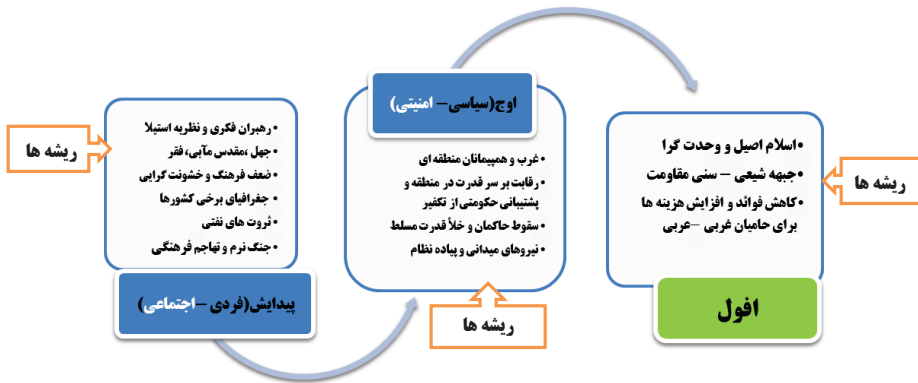 ریشه ها
• رهبران فکری و نظریه استیلا
• جهل ،مقدس مآبی، فقر
• ضعف فرهنگ و خشونت گرایی
• جغرافیای برخی کشورها
• ثروت های نفتی
• جنگ نرم و تهاجم فرهنگی
پیدایش(فردی –اجتماعی)
اوج(سیاسی– امنیتی)
• غرب و همپیمانان منطقه ای
• رقابت بر سر قدرت در منطقه و
پشتیبانی حکومتی از تکفیر
• سقوط حاکمان و خلأ قدرت مسلط
• نیروهای میدانی و پیاده نظام
ریشه ها
• اسلام اصیل و وحدت گرا
• جبهه شیعی – سنی مقاومت
• کاهش فوائد و افزایش هزینه ها
برای حامیان غربی –عربی
ریشه ها
افول